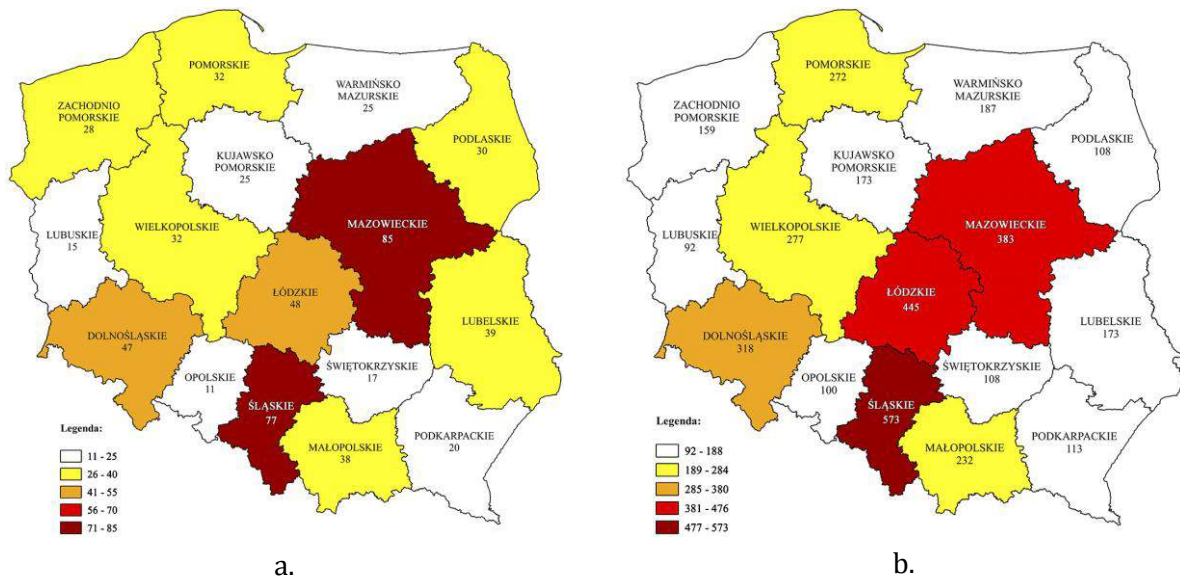 POMORSKIE
32
WARMIŃSKO
MAZURSKIE
25
ZACHODNIO
POMORSKIE
28
PODLASKIE
30
KUJAWSKO
POMORSKIE
25
MAZOWIECKIE
85
WIELKOPOLSKIE
32
LUBUSKIE
15
ŁÓDZKIE
48
LUBELSKIE
39
DOLNOŚLĄSKIE
47
OPOLSKIE
11
ŚWIĘTOKRZYSKIE
17
ŚLĄSKIE
77
MAŁOPOLSKIE
38
PODKARPACKIE
20
Legenda:
11 - 25
26 - 40
41 - 55
56 - 70
71 - 85
a.
POMORSKIE
272
WARMIŃSKO
MAZURSKIE
187
ZACHODNIO
POMORSKIE
159
PODLASKIE
108
KUJAWSKO
POMORSKIE
173
MAZOWIECKIE
383
WIELKOPOLSKIE
277
LUBUSKIE
92
ŁÓDZKIE
445
LUBELSKIE
173
DOLNOŚLĄSKIE
318
OPOLSKIE
100
ŚWIĘTOKRZYSKIE
108
ŚLĄSKIE
573
MAŁOPOLSKIE
232
PODKARPACKIE
113
Legenda:
92 - 188
189 - 284
285 - 380
381 - 476
477 - 573
b.